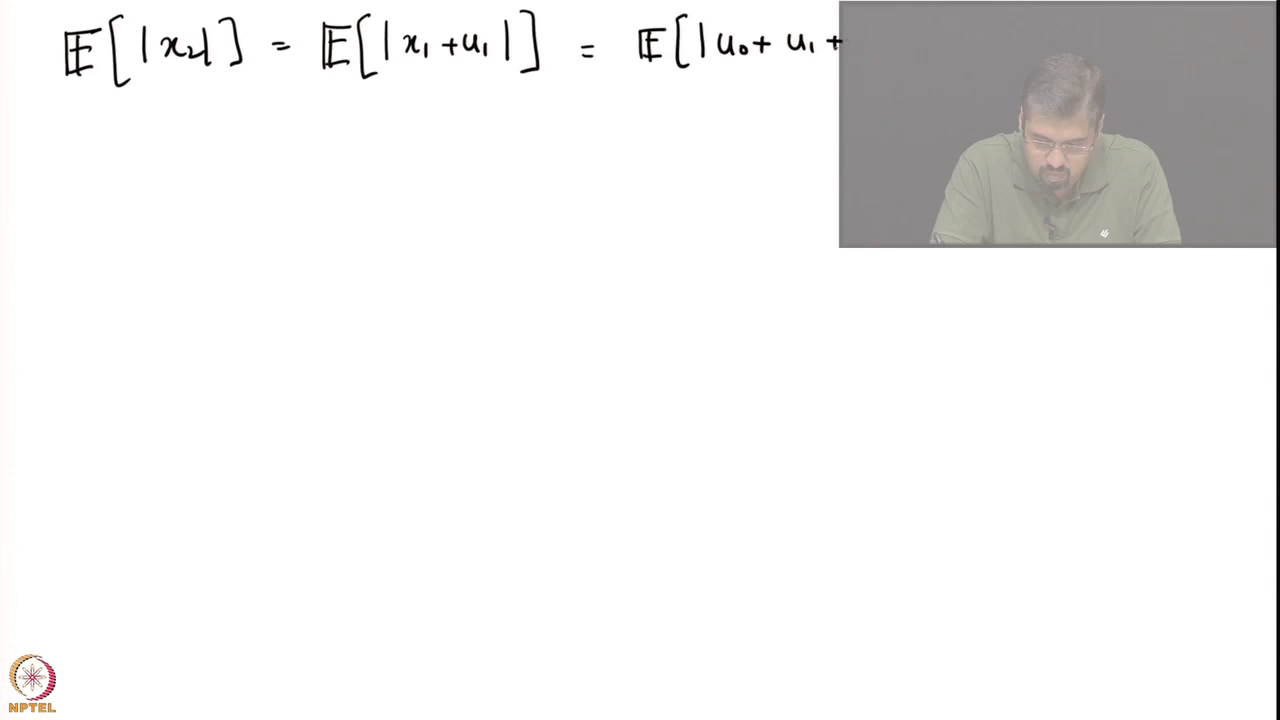 𝔼[|x₂|] = 𝔼[|x₁ + u₁|] = 𝔼[|u₀ + u₁ +
NPTEL